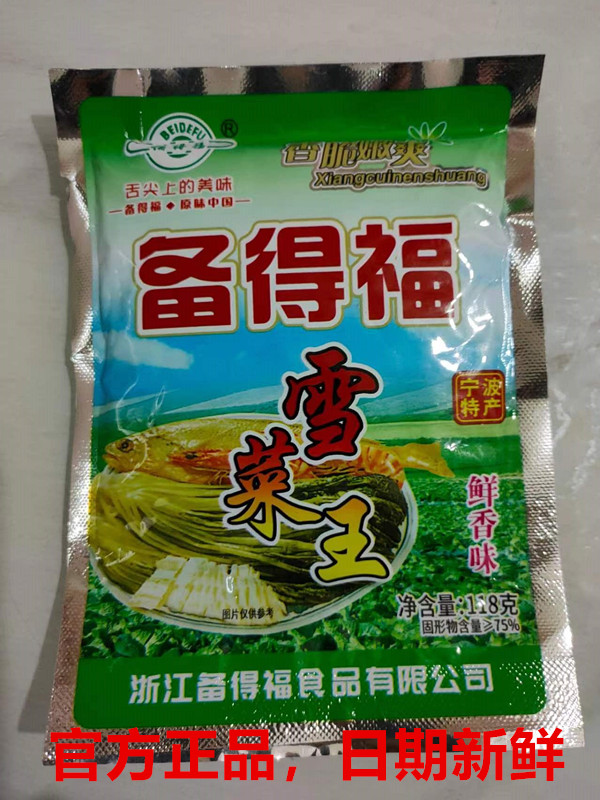 BEIDEFU
®
香脆嫩爽
Xiangcuinenshuang
舌尖上的美味
备得福◆原味中国
备得福
雪菜王
宁波
特产
鲜香味
图片仅供参考
净含量:118克
固形物含量≥75%
浙江备得福食品有限公司
官方正品，日期新鲜